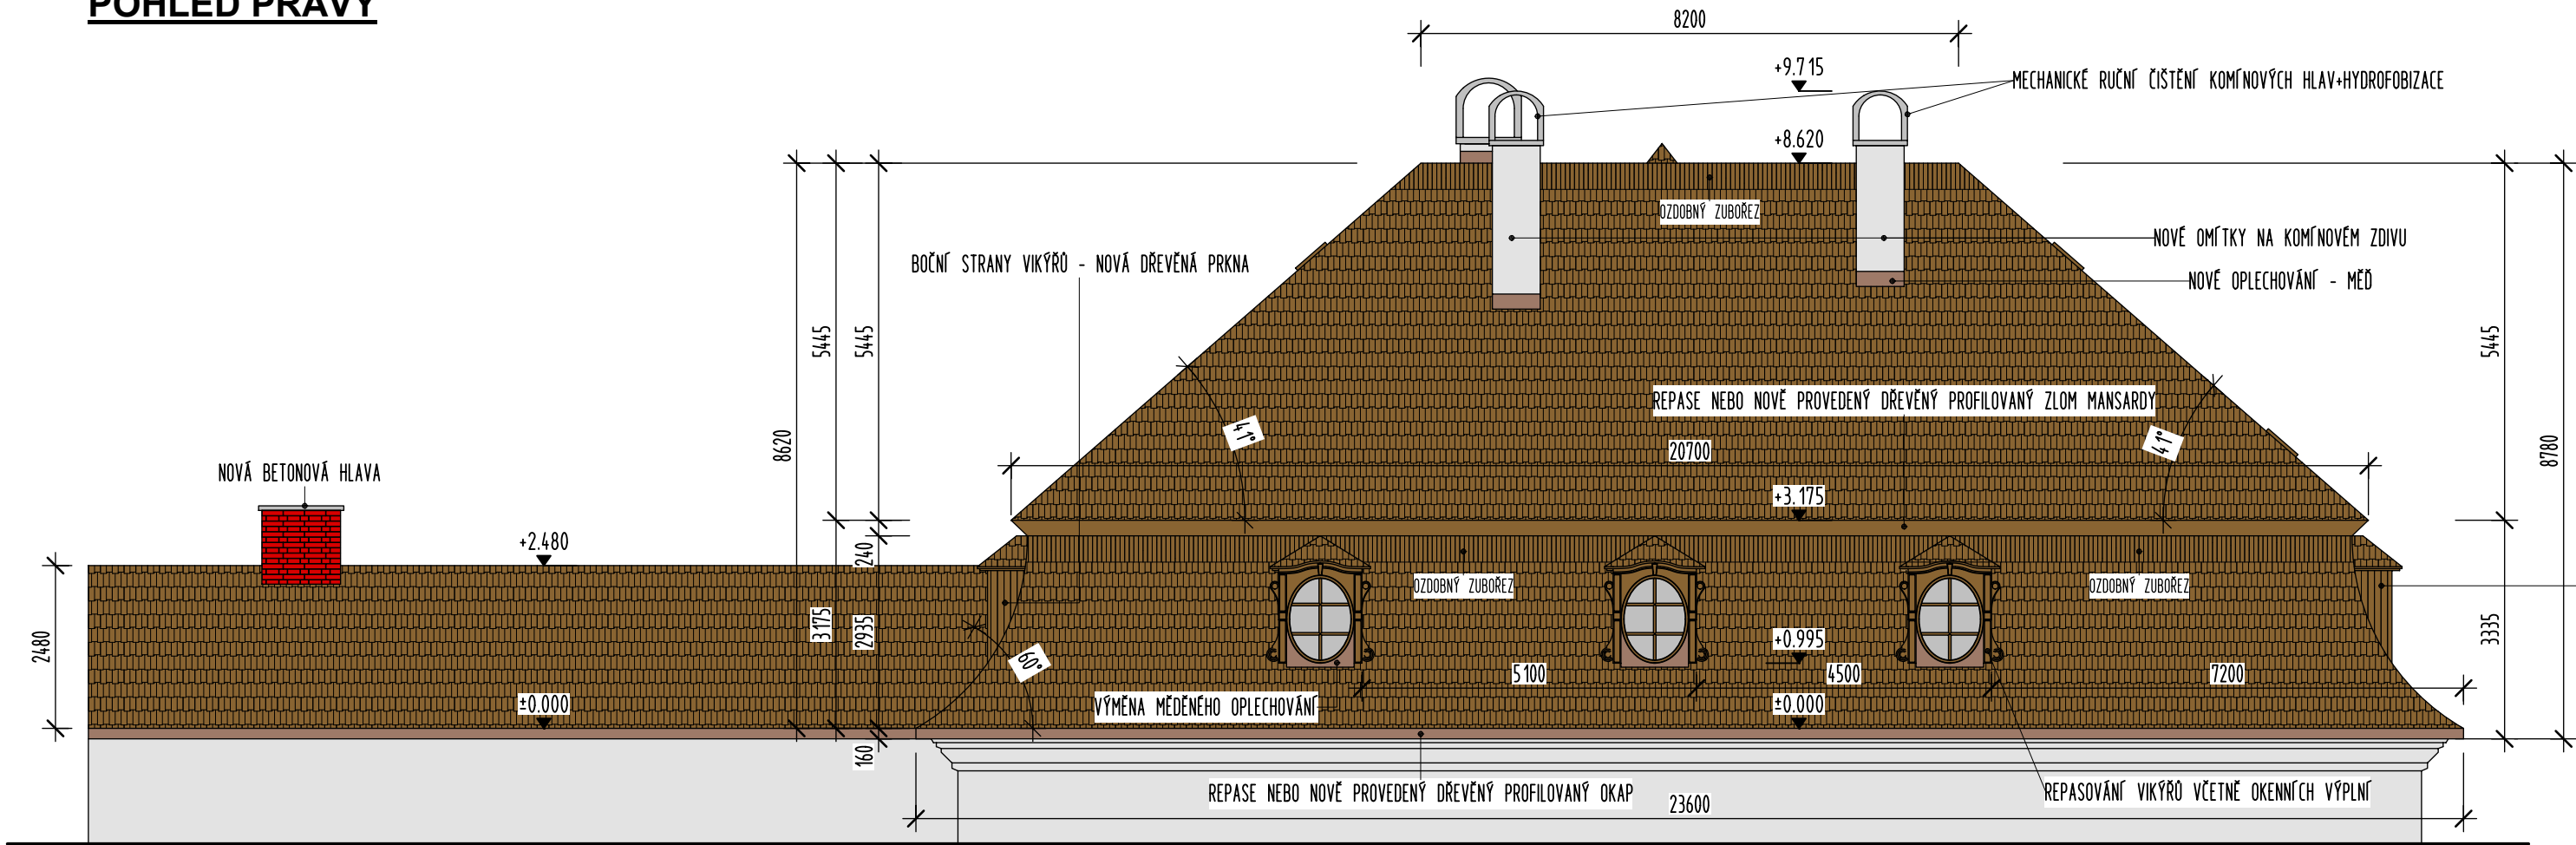 POHLED PRAVÝ
8200
+9.715
MECHANICKÉ RUČNÍ ČIŠTĚNÍ KOMÍNOVÝCH HLAV+HYDROFOBIZACE
+8.620
OZDOBNÝ ZUBOŘEZ
NOVÉ OMÍTKY NA KOMÍNOVÉM ZDIVU
BOČNÍ STRANY VIKÝŘŮ - NOVÁ DŘEVĚNÁ PRKNA
NOVÉ OPLECHOVÁNÍ - MĚĎ
5445
5445
5445
REPASE NEBO NOVĚ PROVEDENÝ DŘEVĚNÝ PROFILOVANÝ ZLOM MANSARDY
41°
41°
8620
20700
8780
NOVÁ BETONOVÁ HLAVA
+3.175
+2.480
240
OZDOBNÝ ZUBOŘEZ
OZDOBNÝ ZUBOŘEZ
2480
3175
2935
3335
+0.995
60°
5100
4500
7200
±0.000
VÝMĚNA MĚDĚNÉHO OPLECHOVÁNÍ
±0.000
160
REPASE NEBO NOVĚ PROVEDENÝ DŘEVĚNÝ PROFILOVANÝ OKAP
23600
REPASOVÁNÍ VIKÝŘŮ VČETNĚ OKENNÍCH VÝPLNÍ